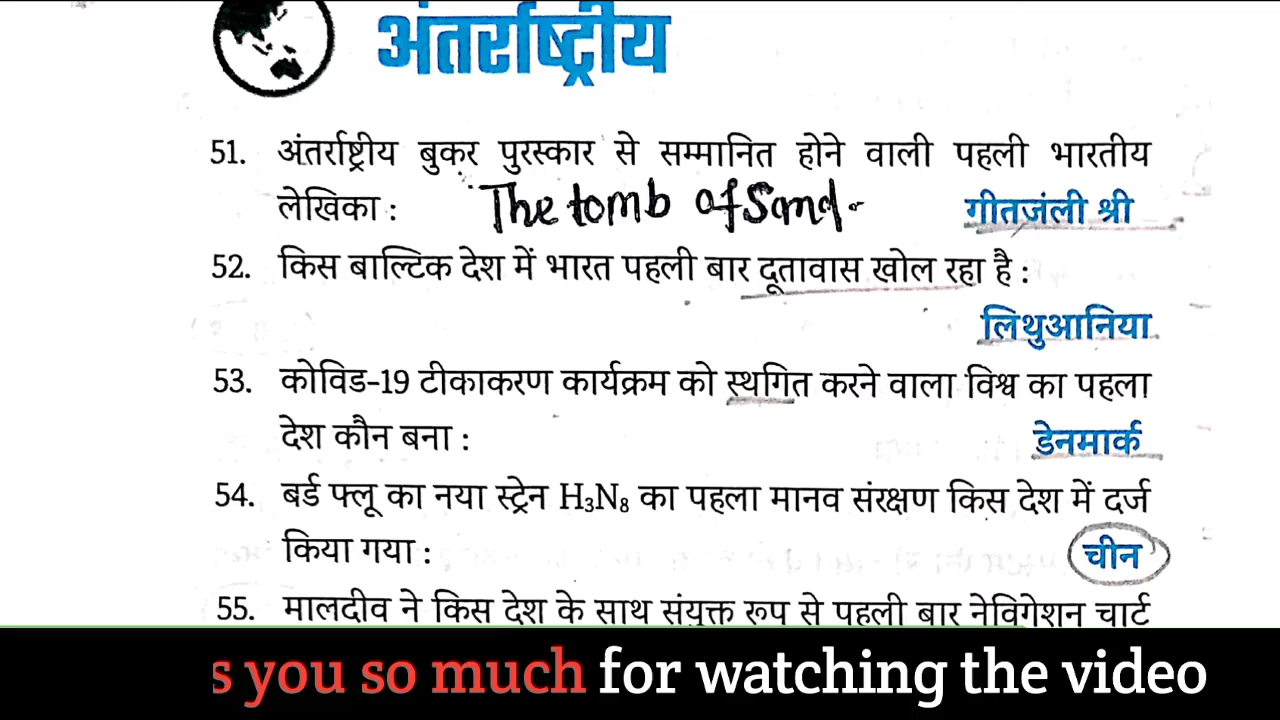 अंतर्राष्ट्रीय
51. अंतर्राष्ट्रीय बुकर पुरस्कार से सम्मानित होने वाली पहली भारतीय
लेखिका : The tomb of Sand. गीतजंली श्री
52. किस बाल्टिक देश में भारत पहली बार दूतावास खोल रहा है :
लिथुआनिया
53. कोविड-19 टीकाकरण कार्यक्रम को स्थगित करने वाला विश्व का पहला
देश कौन बना : डेनमार्क
54. बर्ड फ्लू का नया स्ट्रेन H₃N₈ का पहला मानव संरक्षण किस देश में दर्ज
किया गया : चीन
55. मालदीव ने किस देश के साथ संयुक्त रूप से पहली बार नेविगेशन चार्ट
s you so much for watching the video